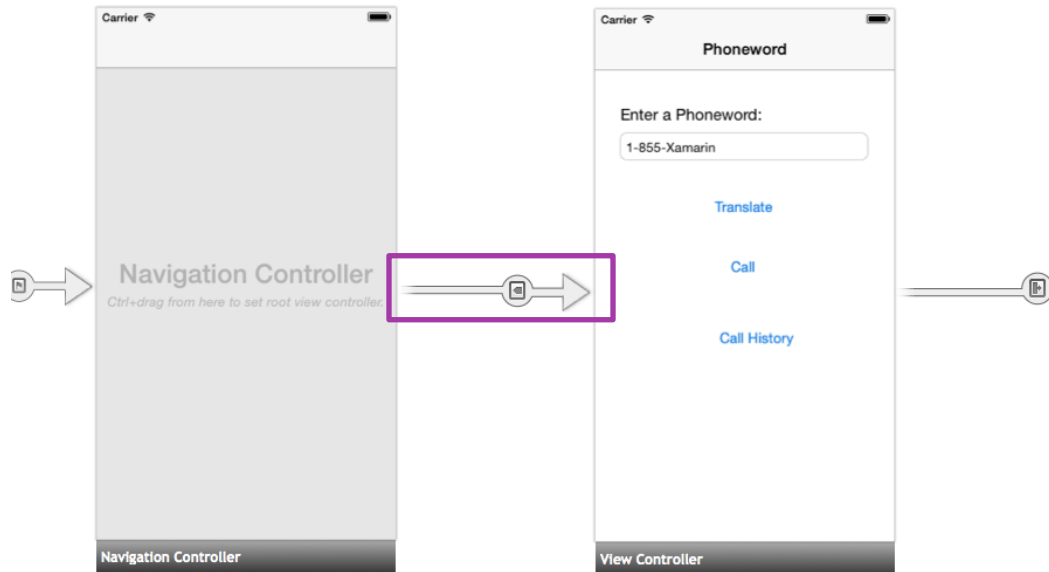 Carrier
Navigation Controller
Ctrl+drag from here to set root view controller.
Navigation Controller
Carrier
Phoneword
Enter a Phoneword:
1-855-Xamarin
Translate
Call
Call History
View Controller